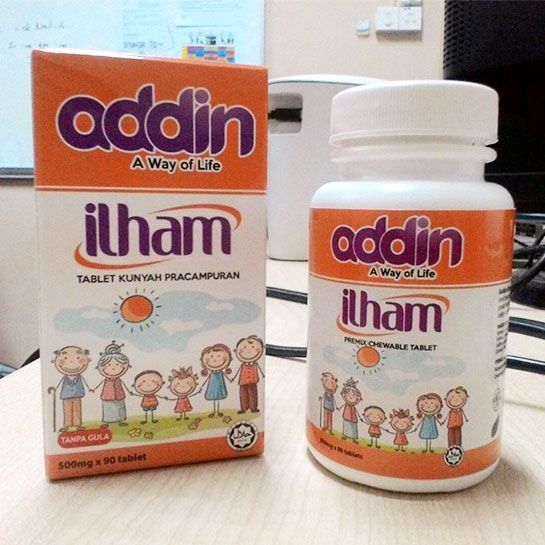 addin
A Way of Life
ilham
TABLET KUNYAH PRACAMPURAN
TANPA GULA
500mg x 90 tablet
addin
A Way of Life
ilham
PREMIX CHEWABLE TABLET
500mg x 90 tablets